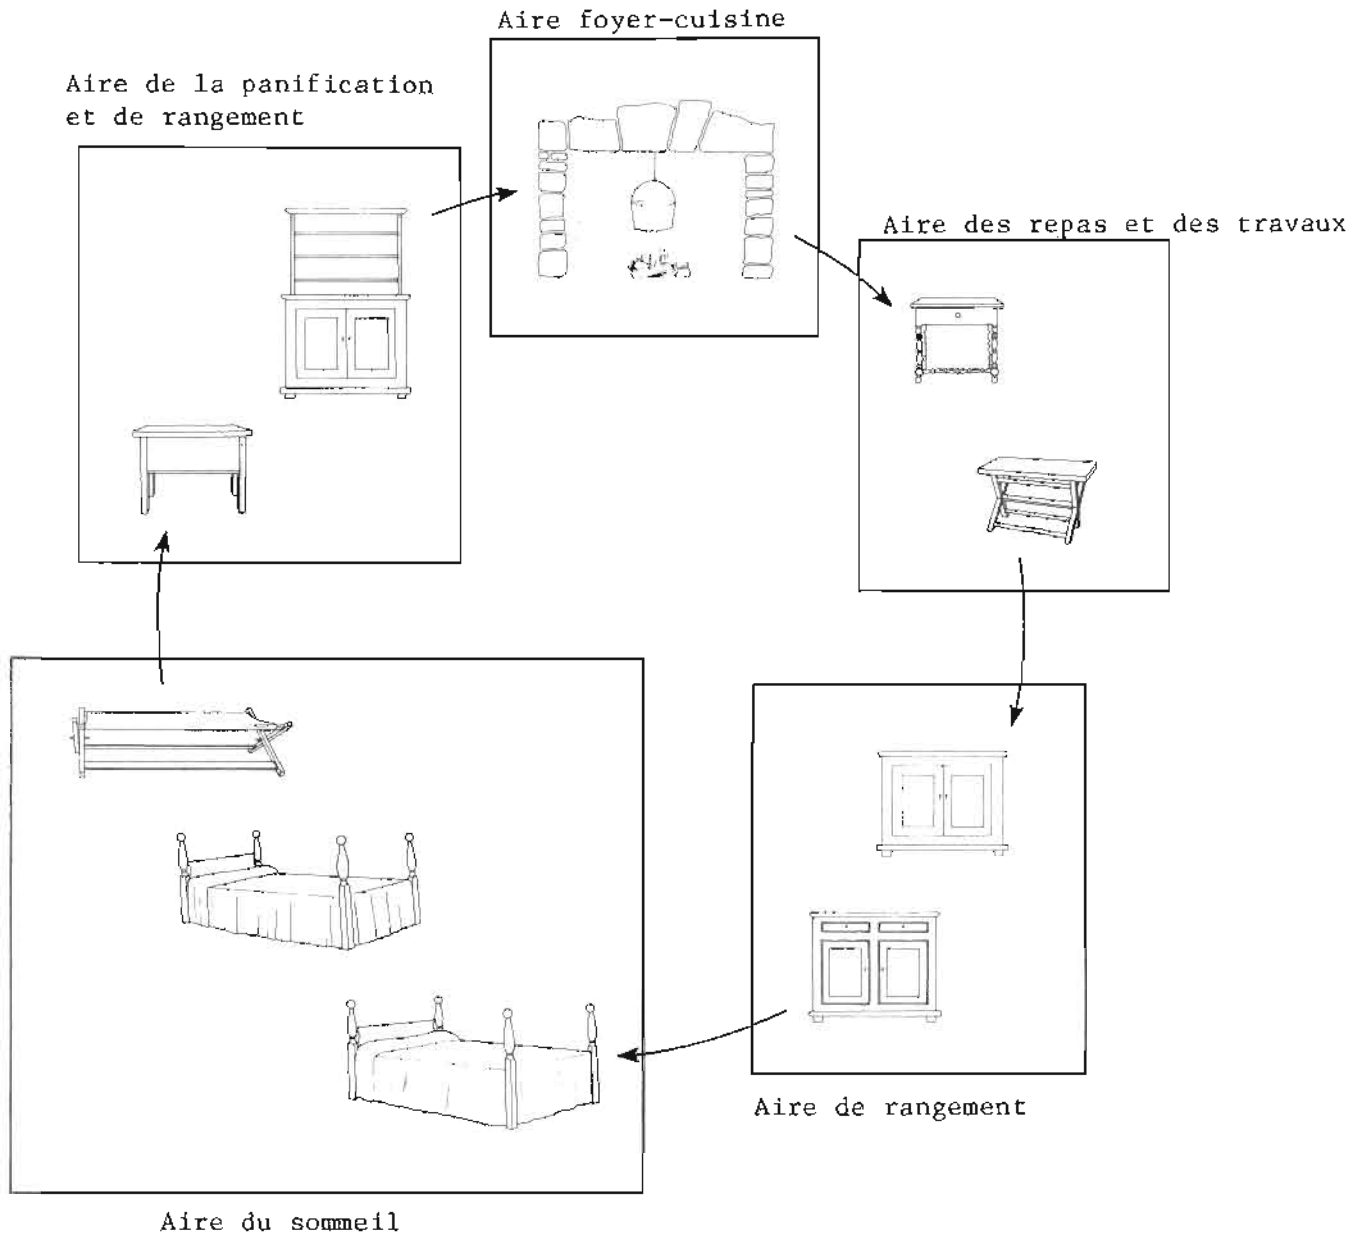 Aire foyer-cuisine
Aire de la panification
et de rangement
Aire des repas et des travaux
Aire de rangement
Aire du sommeil